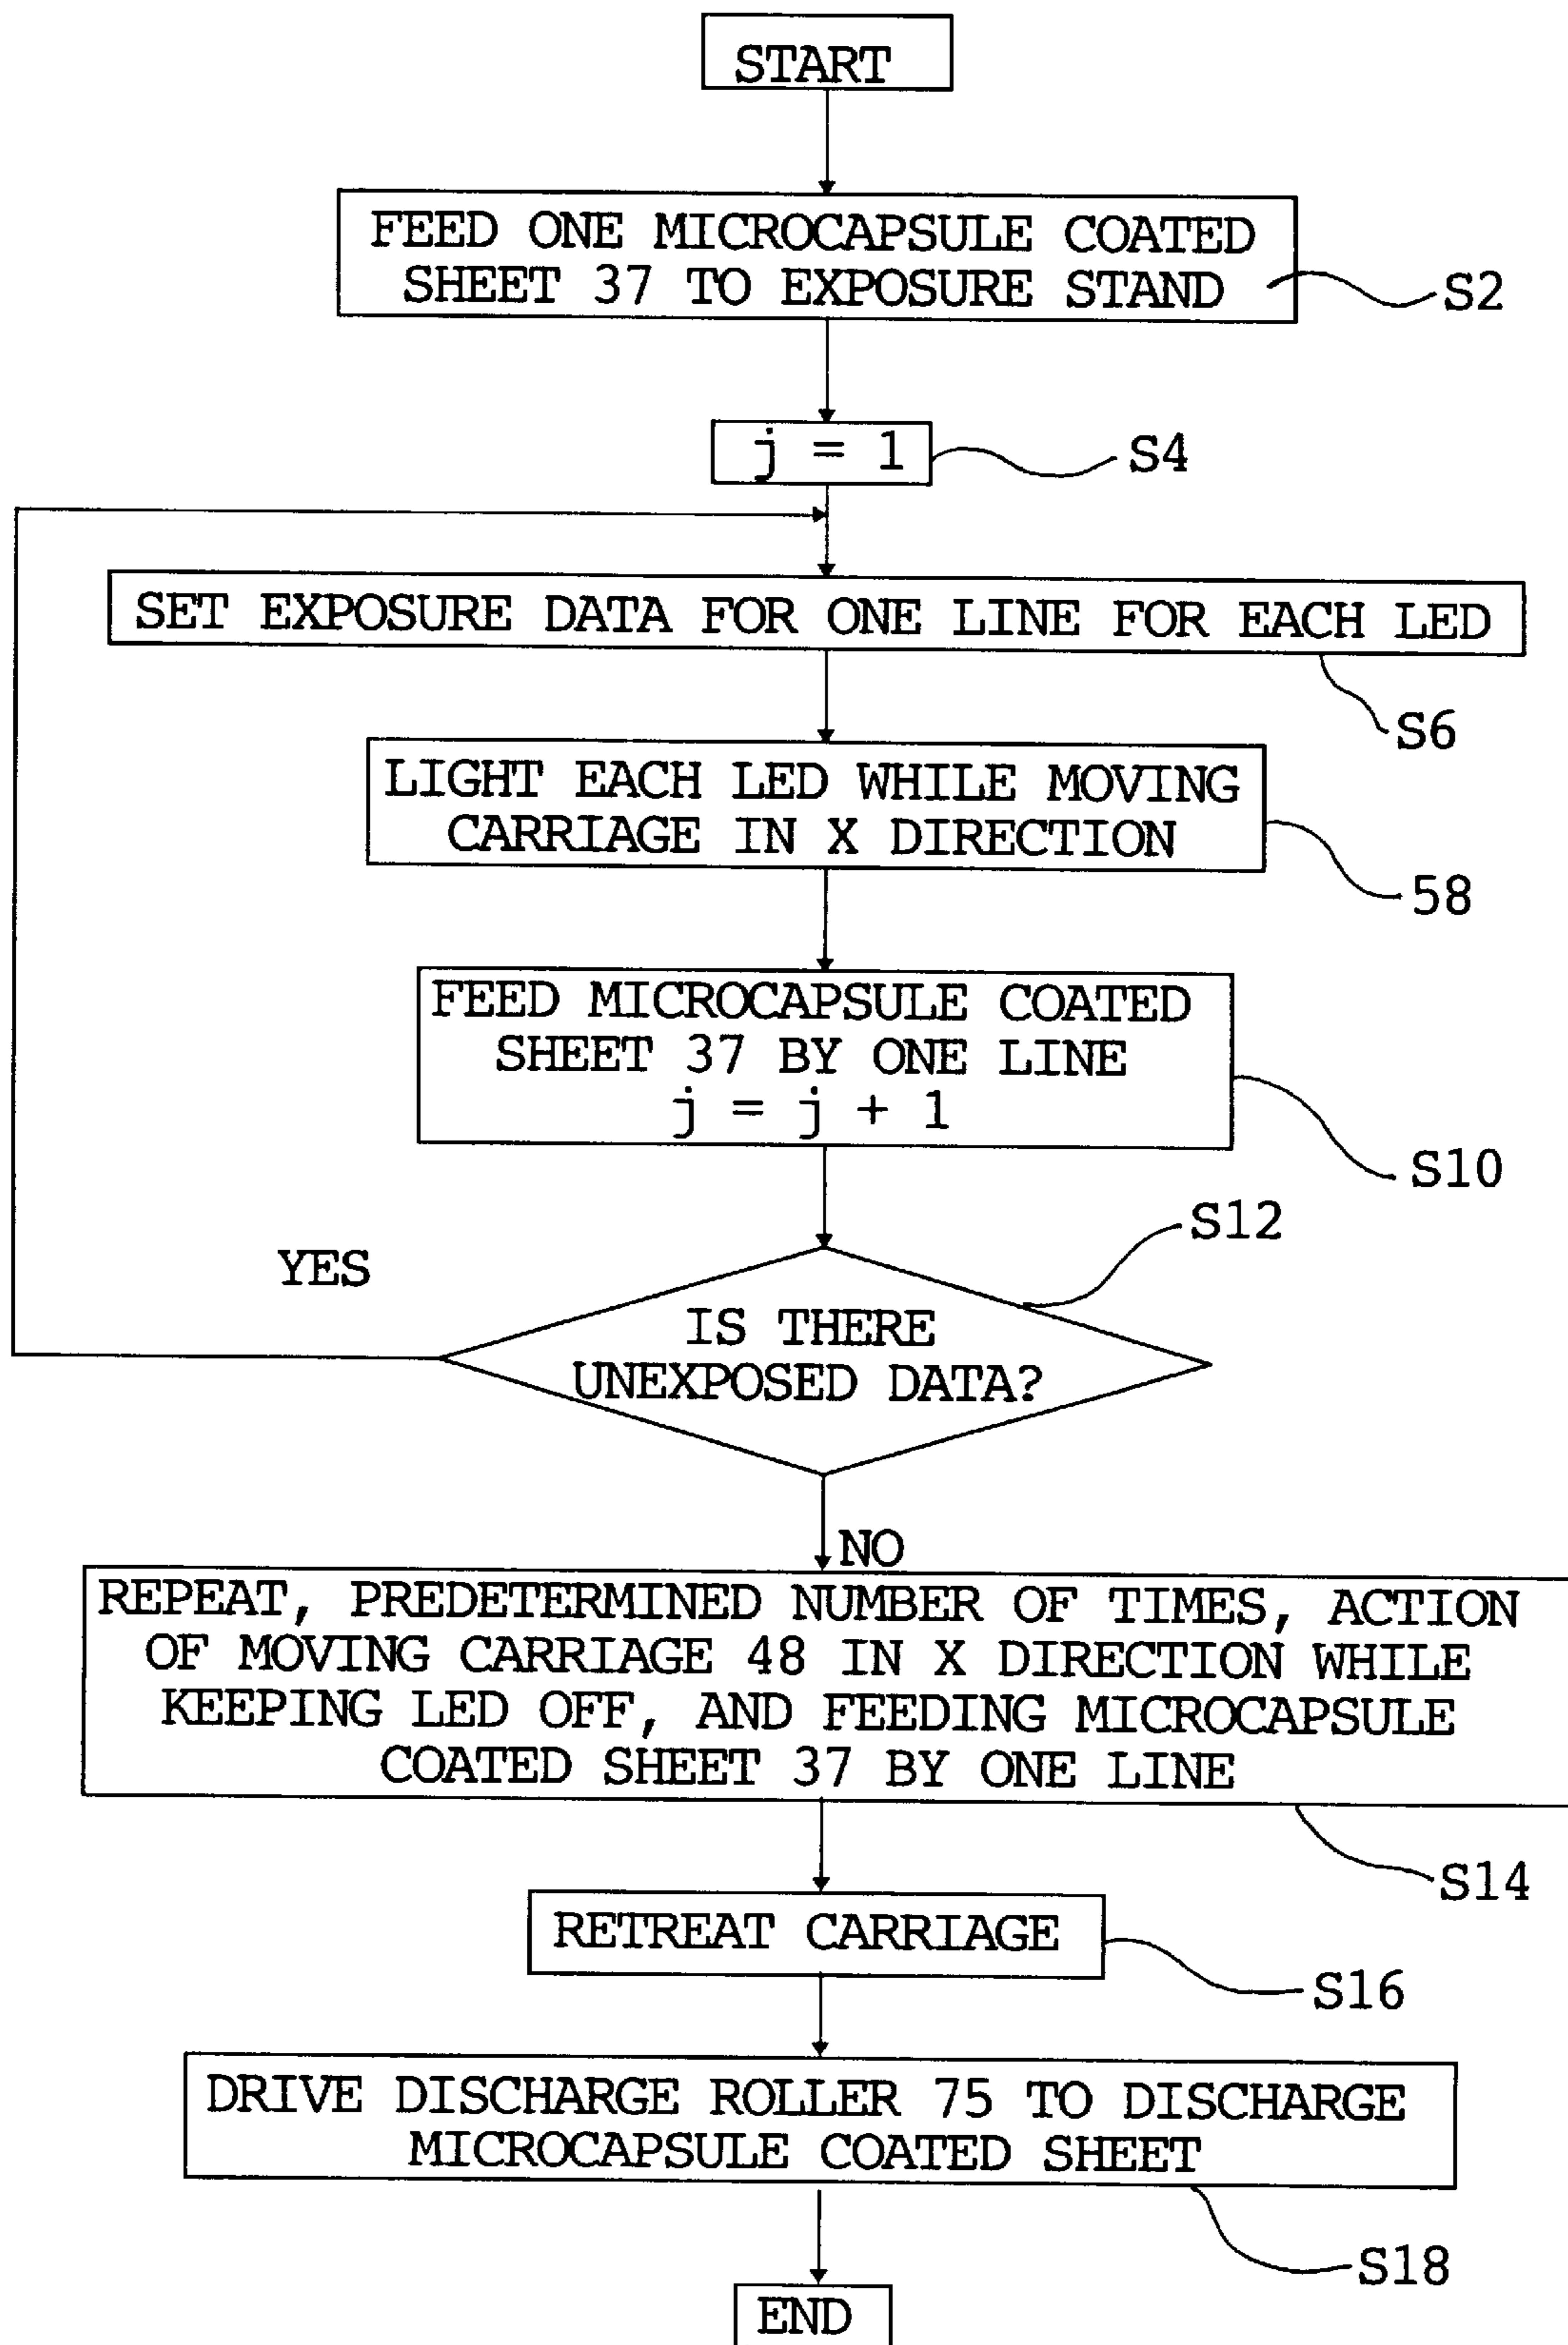 START
FEED ONE MICROCAPSULE COATED
SHEET 37 TO EXPOSURE STAND
S2
j = 1
S4
SET EXPOSURE DATA FOR ONE LINE FOR EACH LED
S6
LIGHT EACH LED WHILE MOVING
CARRIAGE IN X DIRECTION
58
FEED MICROCAPSULE COATED
SHEET 37 BY ONE LINE
j = j + 1
S10
S12
YES
IS THERE
UNEXPOSED DATA?
NO
REPEAT, PREDETERMINED NUMBER OF TIMES, ACTION
OF MOVING CARRIAGE 48 IN X DIRECTION WHILE
KEEPING LED OFF, AND FEEDING MICROCAPSULE
COATED SHEET 37 BY ONE LINE
S14
RETREAT CARRIAGE
S16
DRIVE DISCHARGE ROLLER 75 TO DISCHARGE
MICROCAPSULE COATED SHEET
S18
END